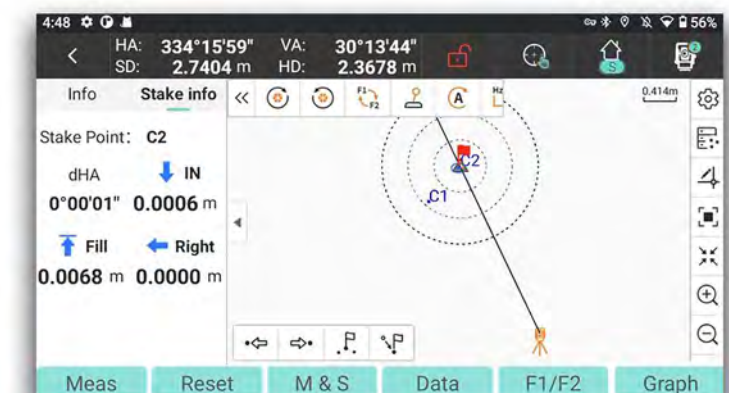 4:48 56%
HA: 334°15'59" VA: 30°13'44"
SD: 2.7404 m HD: 2.3678 m
S 2
Info Stake info F1 F2 A Hz 0.414m
Stake Point: C2
dHA IN
0°00'01" 0.0006 m
Fill Right
0.0068 m 0.0000 m
C2
C1
Meas Reset M & S Data F1/F2 Graph